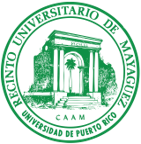 RECINTO UNIVERSITARIO DE MAYAGÜEZ
CAAM
UNIVERSIDAD DE PUERTO RICO